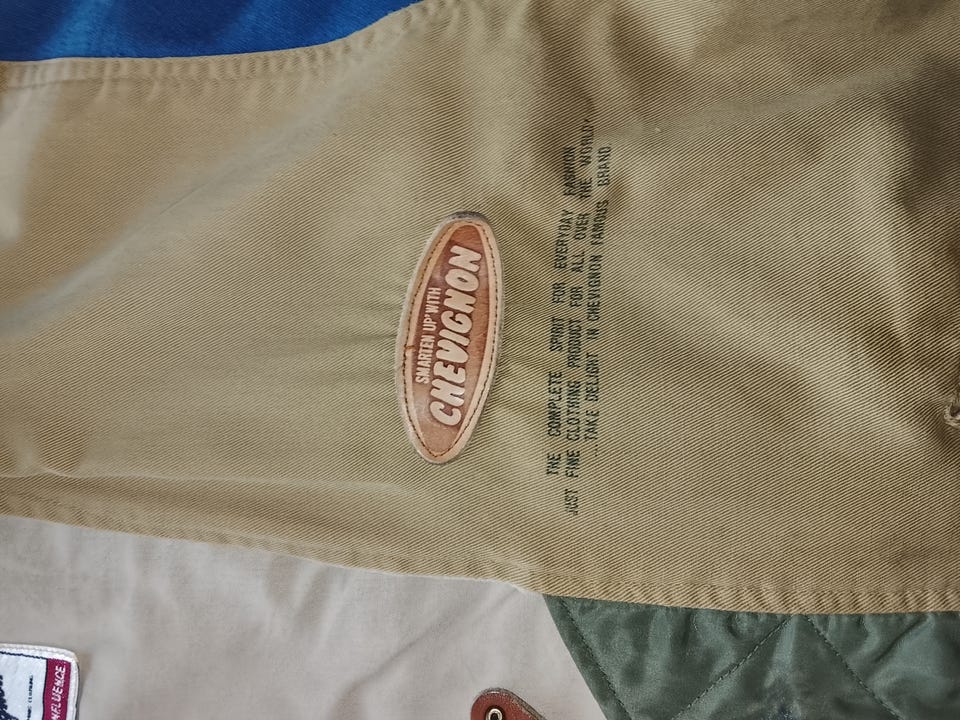 SMARTEN UP' WITH
CHEVIGNON
THE COMPLETE SPIRIT FOR EVERYDAY FASHION
JUST FINE CLOTHING PRODUCT FOR ALL OVER THE WORLD!
...TAKE DELIGHT IN CHEVIGNON FAMOUS BRAND.
NFLUENCE